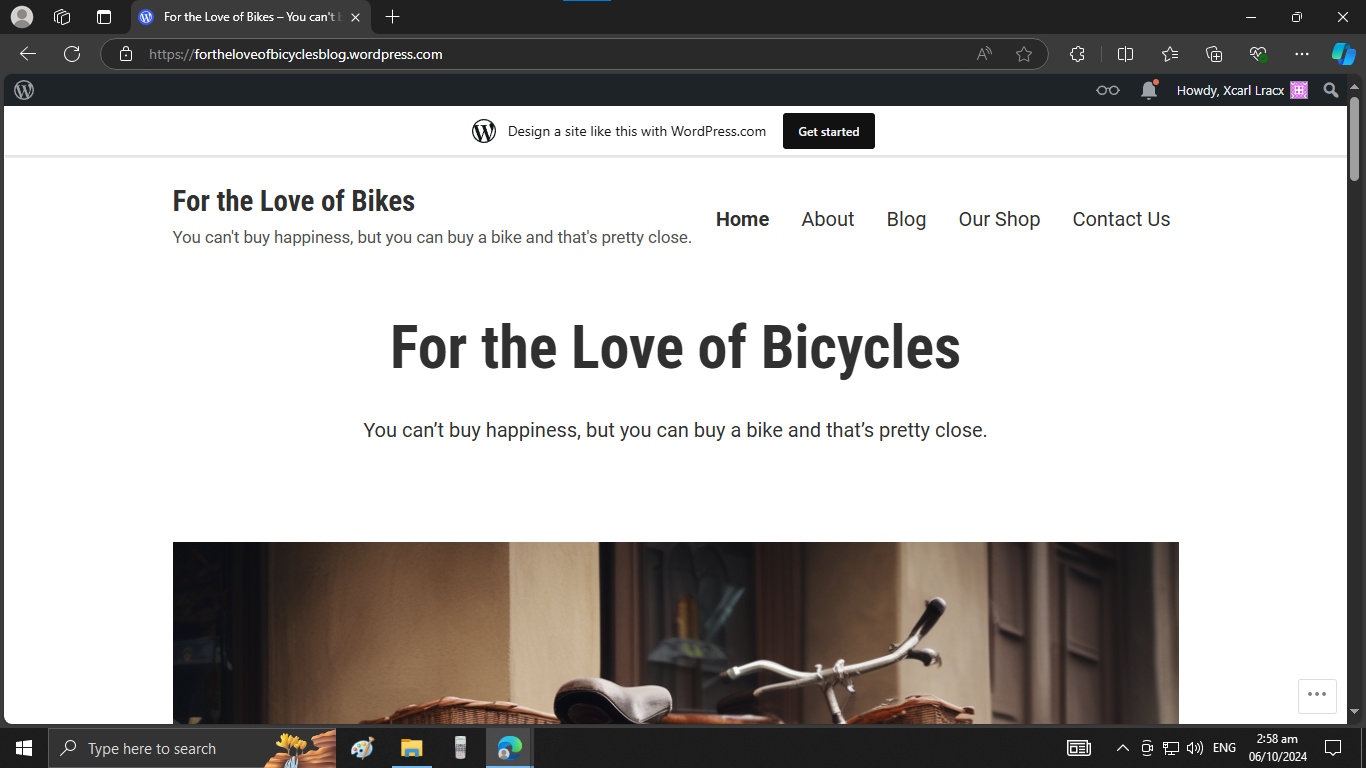 For the Love of Bikes – You can't b
https://fortheloveofbicyclesblog.wordpress.com
Howdy, Xcarl Lracx
Design a site like this with WordPress.com
Get started
For the Love of Bikes
You can't buy happiness, but you can buy a bike and that's pretty close.
Home About Blog Our Shop Contact Us
For the Love of Bicycles
You can’t buy happiness, but you can buy a bike and that’s pretty close.
Type here to search
ENG
2:58 am
06/10/2024